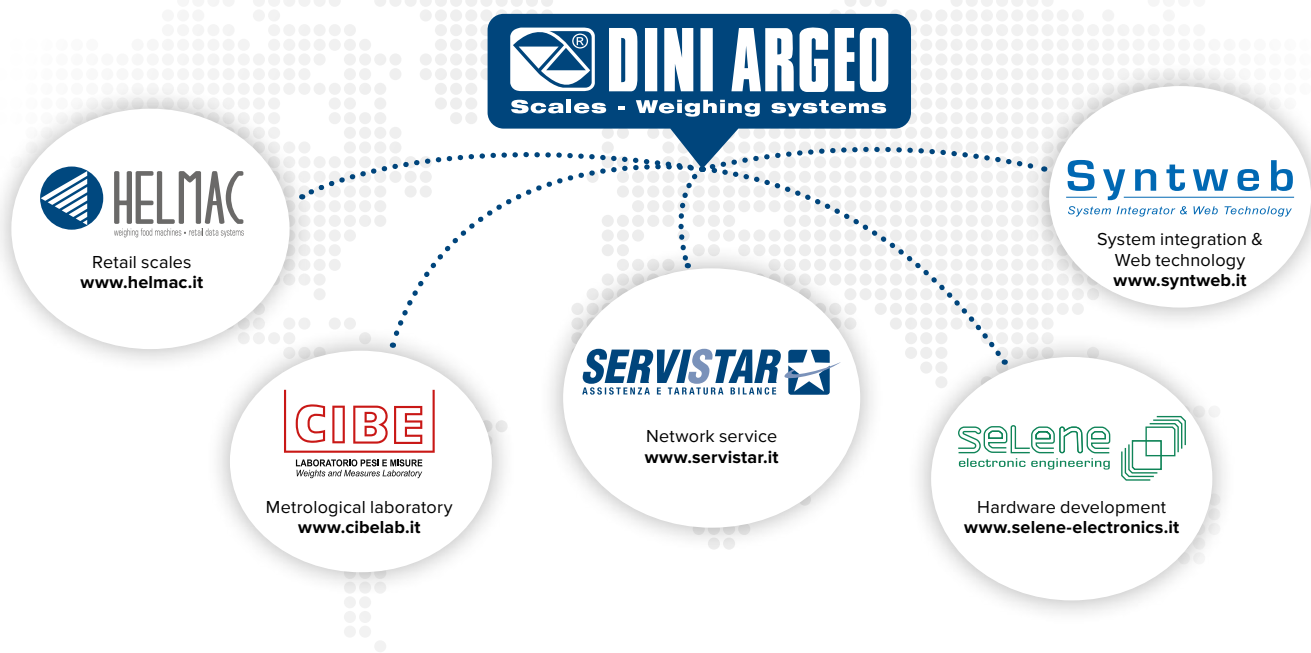 ® DINI ARGEO
Scales - Weighing systems
HELMAC
weighing food machines • retail data systems
Retail scales
www.helmac.it
CIBE
LABORATORIO PESI E MISURE
Weights and Measures Laboratory
Metrological laboratory
www.cibelab.it
SERVISTAR
ASSISTENZA E TARATURA BILANCE
Network service
www.servistar.it
seLene
electronic engineering
Hardware development
www.selene-electronics.it
Syntweb
System Integrator & Web Technology
System integration &
Web technology
www.syntweb.it